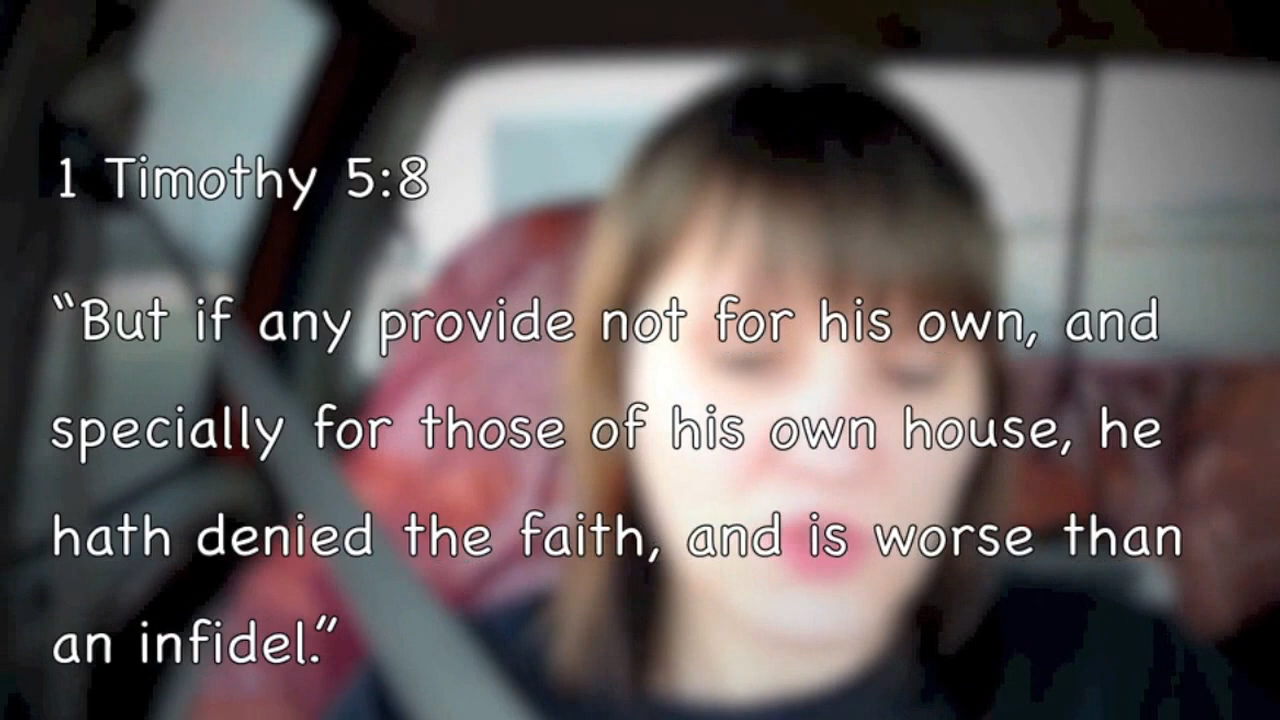 1 Timothy 5:8
“But if any provide not for his own, and
specially for those of his own house, he
hath denied the faith, and is worse than
an infidel.”